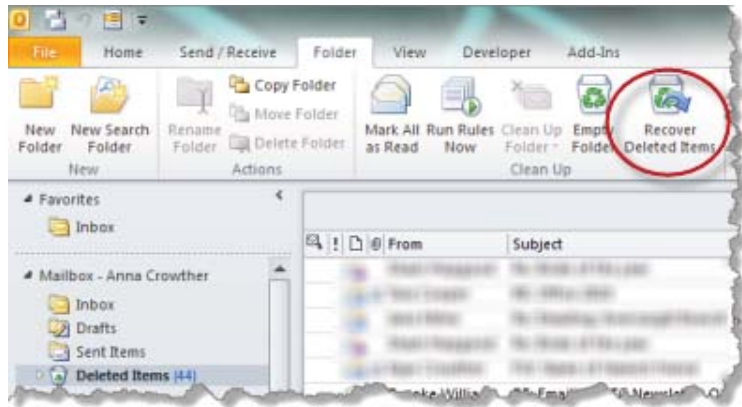 File Home Send / Receive Folder View Developer Add-Ins
New Folder
New Search Folder
Rename Folder
Copy Folder
Move Folder
Delete Folder
Mark All as Read
Run Rules Now
Clean Up Folder
Empty Folder
Recover Deleted Items
New Actions Clean Up
Favorites
Inbox
From Subject
Mailbox - Anna Crowther
Inbox
Drafts
Sent Items
Deleted Items (44)